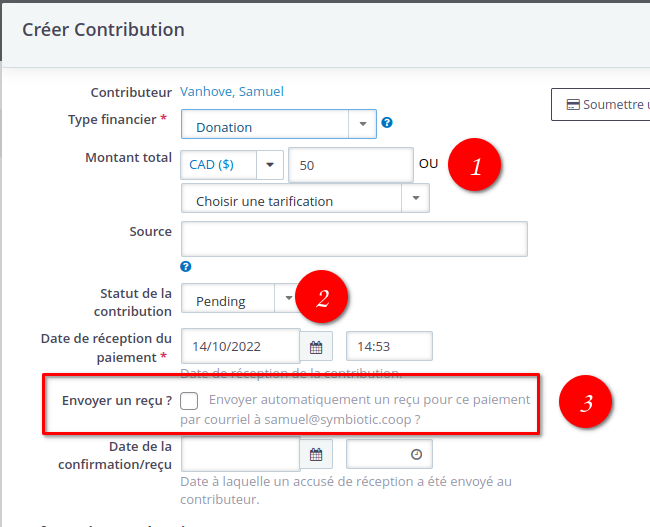 Créer Contribution
Contributeur Vanhove, Samuel
Soumettre u
Type financier * Donation
Montant total CAD ($) 50 OU 1
Choisir une tarification
Source
Statut de la
contribution Pending 2
Date de réception du
paiement * 14/10/2022 14:53
Date de réception de la contribution.
Envoyer un reçu ? Envoyer automatiquement un reçu pour ce paiement
par courriel à samuel@symbiotic.coop ?
3
Date de la
confirmation/reçu
Date à laquelle un accusé de réception a été envoyé au
contributeur.